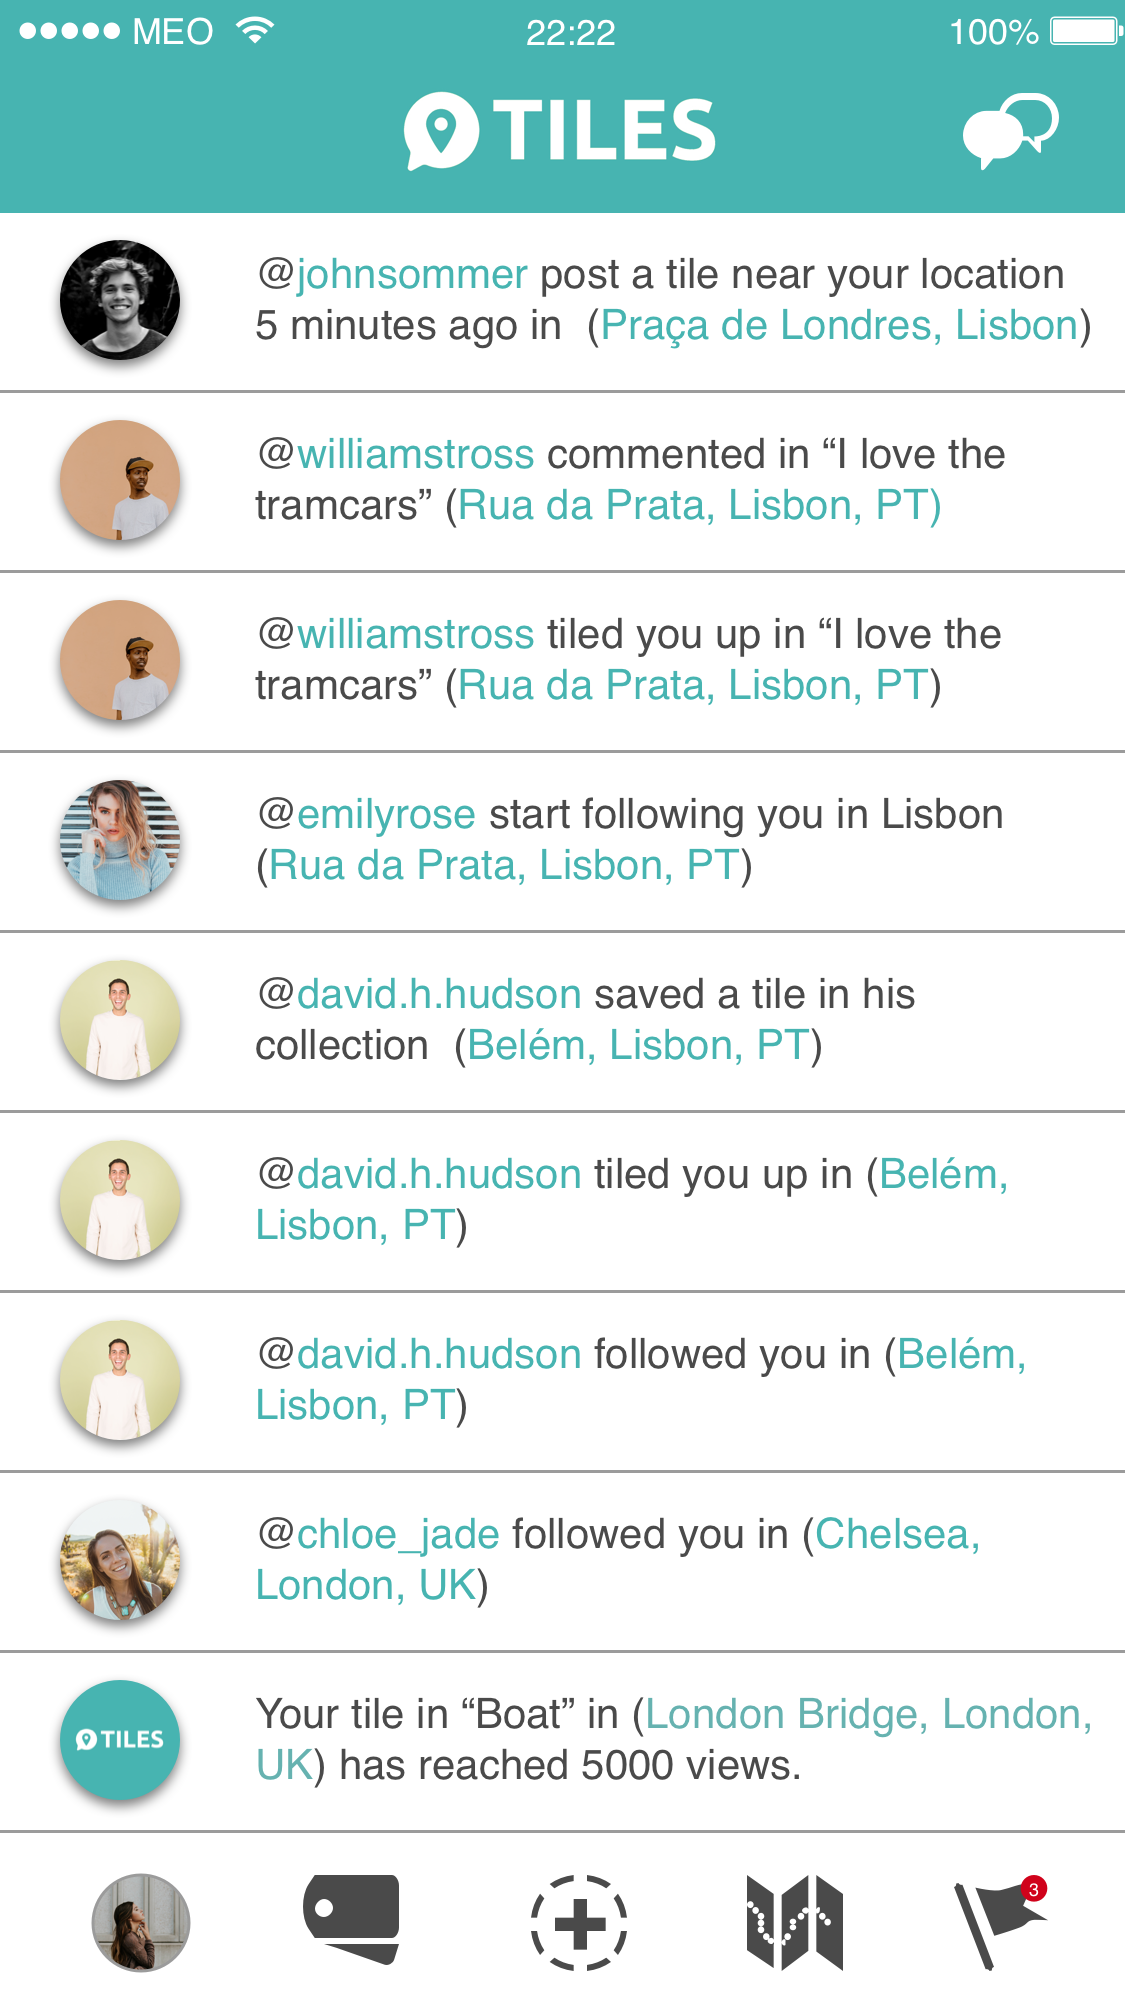 MEO
22:22
100%
TILES
@johnsommer post a tile near your location
5 minutes ago in  (Praça de Londres, Lisbon)
@williamstross commented in “I love the
tramcars” (Rua da Prata, Lisbon, PT)
@williamstross tiled you up in “I love the
tramcars” (Rua da Prata, Lisbon, PT)
@emilyrose start following you in Lisbon
(Rua da Prata, Lisbon, PT)
@david.h.hudson saved a tile in his
collection  (Belém, Lisbon, PT)
@david.h.hudson tiled you up in (Belém,
Lisbon, PT)
@david.h.hudson followed you in (Belém,
Lisbon, PT)
@chloe_jade followed you in (Chelsea,
London, UK)
TILES
Your tile in “Boat” in (London Bridge, London,
UK) has reached 5000 views.
3